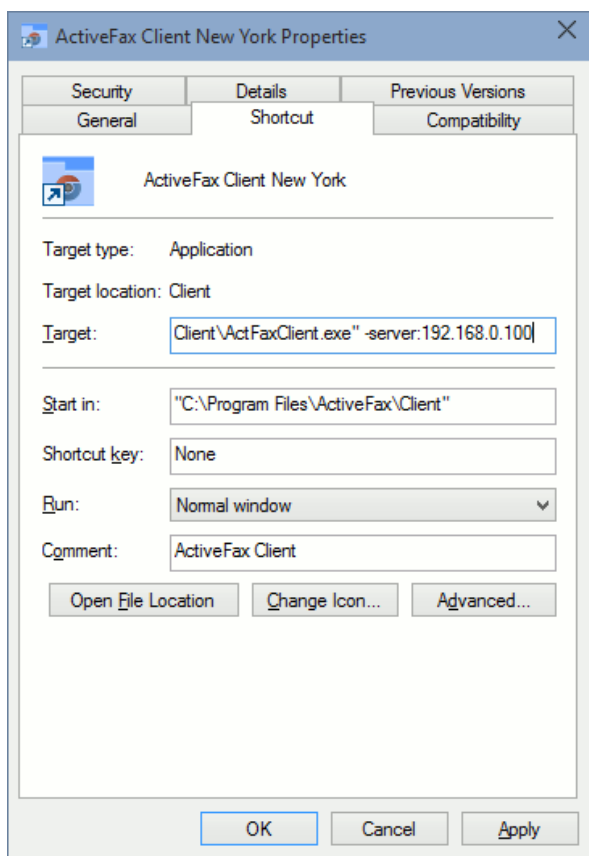 ActiveFax Client New York Properties
Security Details Previous Versions
General Shortcut Compatibility
ActiveFax Client New York
Target type: Application
Target location: Client
Target: Client\ActFaxClient.exe" -server:192.168.0.100
Start in: "C:\Program Files\ActiveFax\Client"
Shortcut key: None
Run: Normal window
Comment: ActiveFax Client
Open File Location Change Icon... Advanced...
OK Cancel Apply